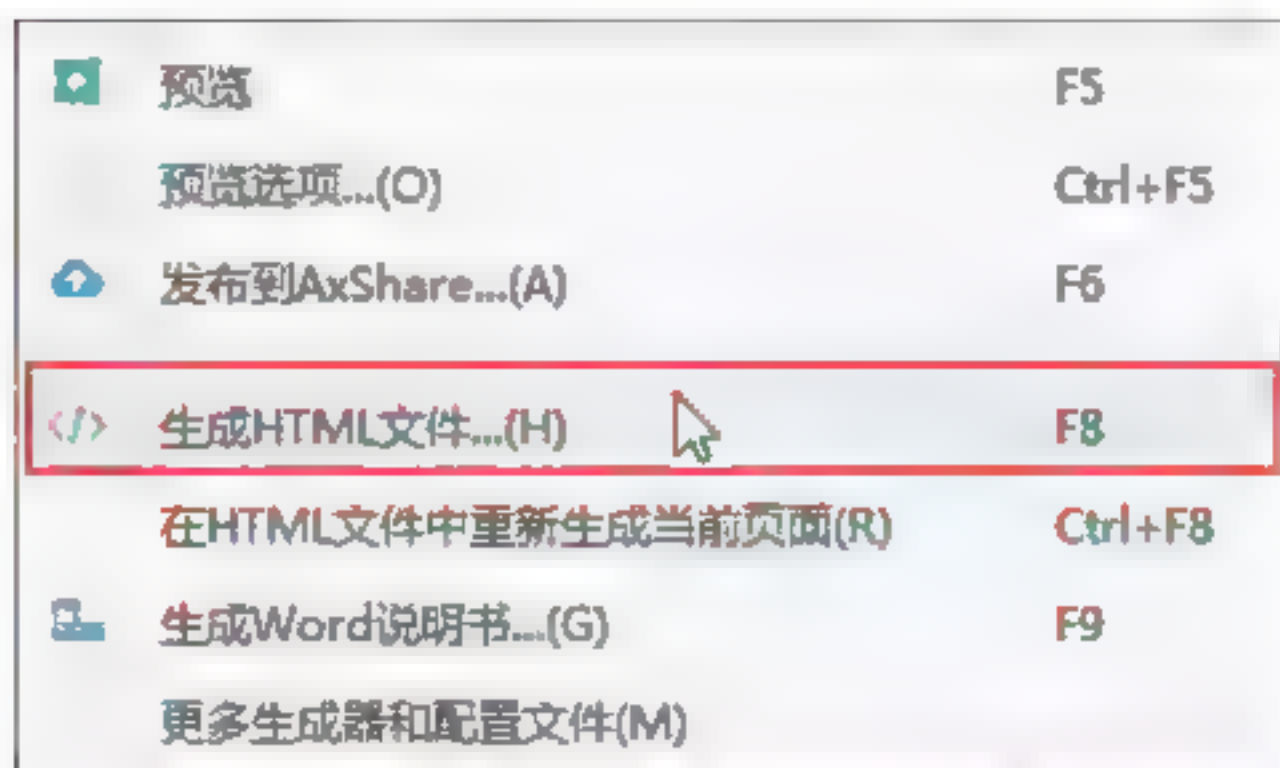 预览 F5
预览选项...(O) Ctrl+F5
发布到AxShare...(A) F6
生成HTML文件...(H) F8
在HTML文件中重新生成当前页面(R) Ctrl+F8
生成Word说明书...(G) F9
更多生成器和配置文件(M)